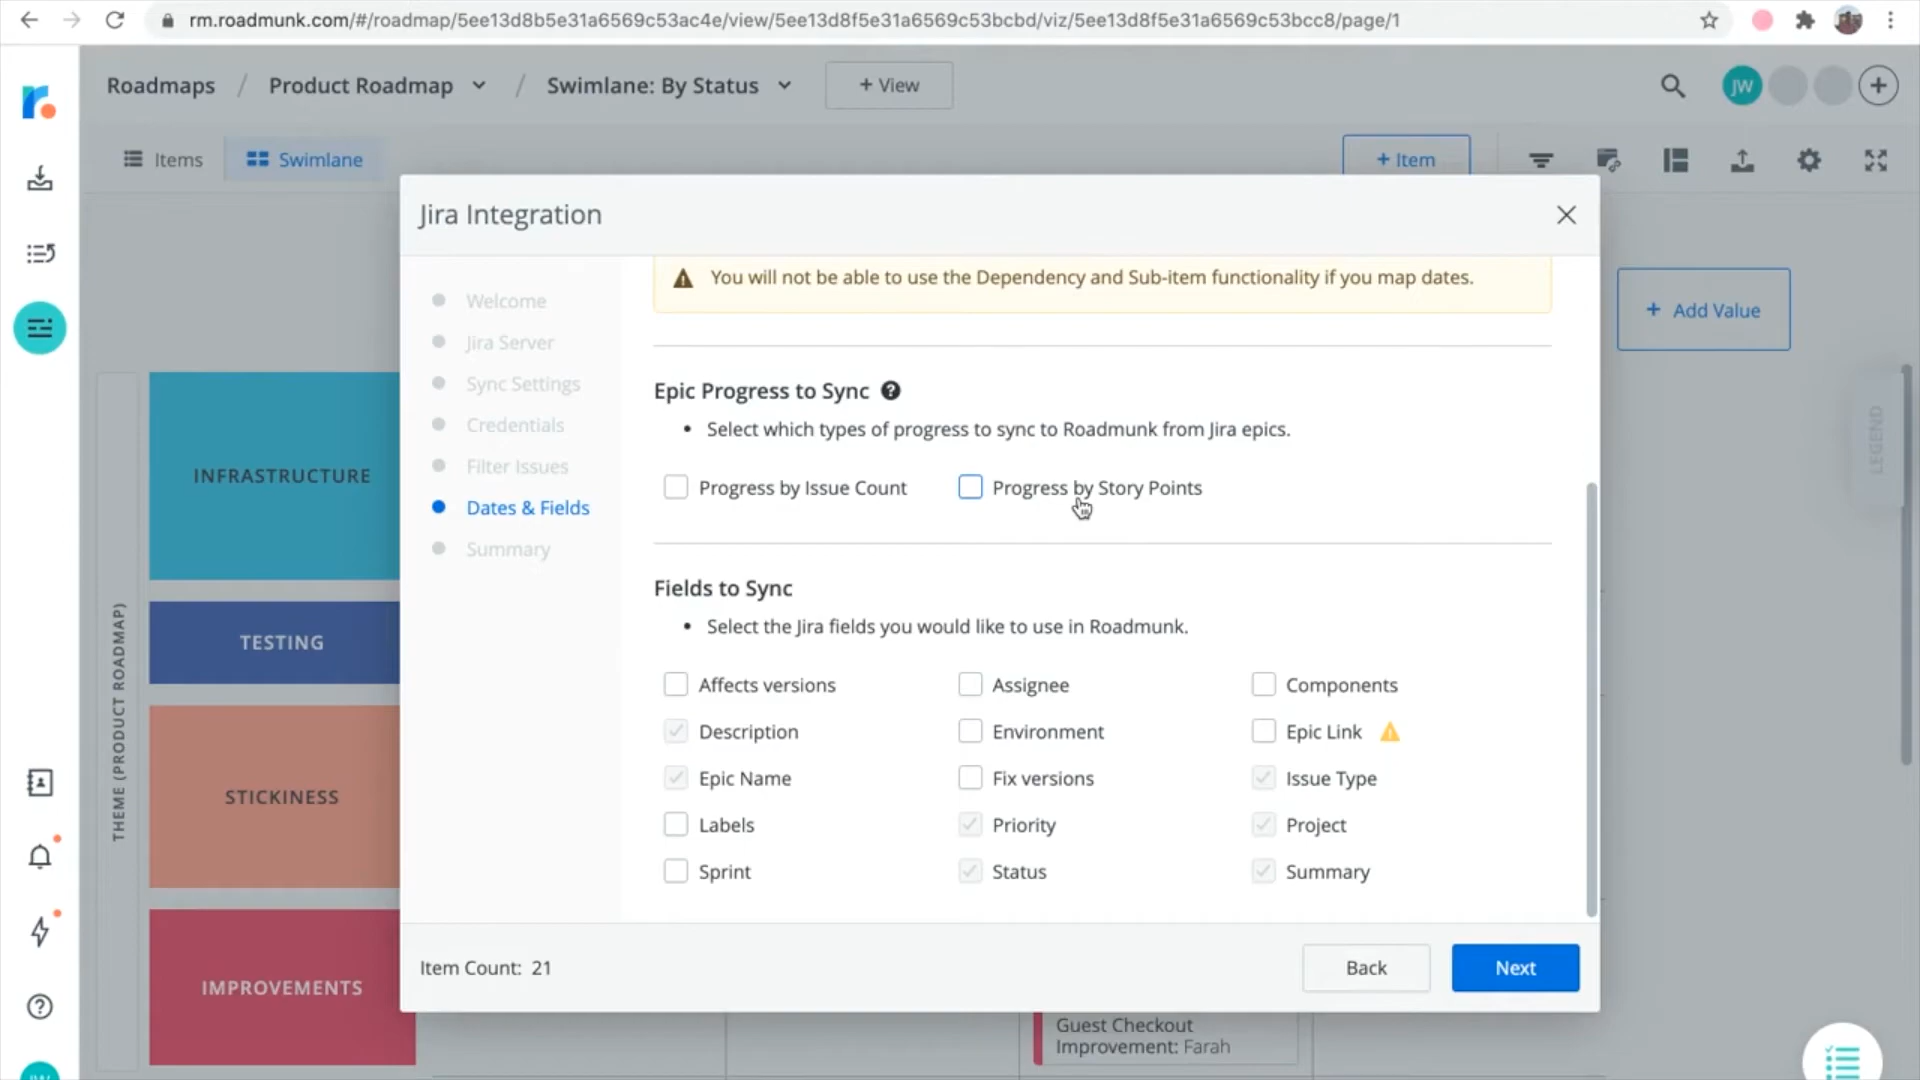 rm.roadmunk.com/#/roadmap/5ee13d8b5e31a6569c53ac4e/view/5ee13d8f5e31a6569c53bcbd/viz/5ee13d8f5e31a6569c53bcc8/page/1
Roadmaps / Product Roadmap / Swimlane: By Status + View
JW
Items Swimlane + Item
Jira Integration
Welcome
Jira Server
Sync Settings
Credentials
Filter Issues
Dates & Fields
Summary
You will not be able to use the Dependency and Sub-item functionality if you map dates.
Epic Progress to Sync ?
• Select which types of progress to sync to Roadmunk from Jira epics.
Progress by Issue Count Progress by Story Points
Fields to Sync
• Select the Jira fields you would like to use in Roadmunk.
Affects versions Assignee Components
Description Environment Epic Link
Epic Name Fix versions Issue Type
Labels Priority Project
Sprint Status Summary
Item Count: 21
Back Next
+ Add Value
LEGEND
THEME (PRODUCT ROADMAP)
INFRASTRUCTURE
TESTING
STICKINESS
IMPROVEMENTS
Guest Checkout
Improvement: Farah